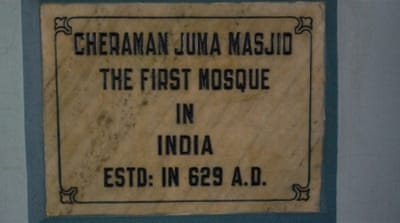 CHERAMAN JUMA MASJID
THE FIRST MOSQUE
IN
INDIA
ESTD: IN 629 A.D.